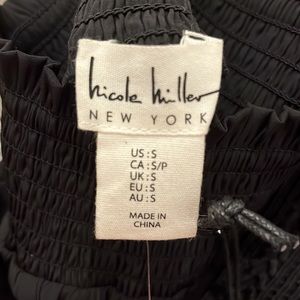 nicole miller
NEW YORK
US:S
CA:S/P
UK:S
EU:S
AU:S
MADE IN
CHINA